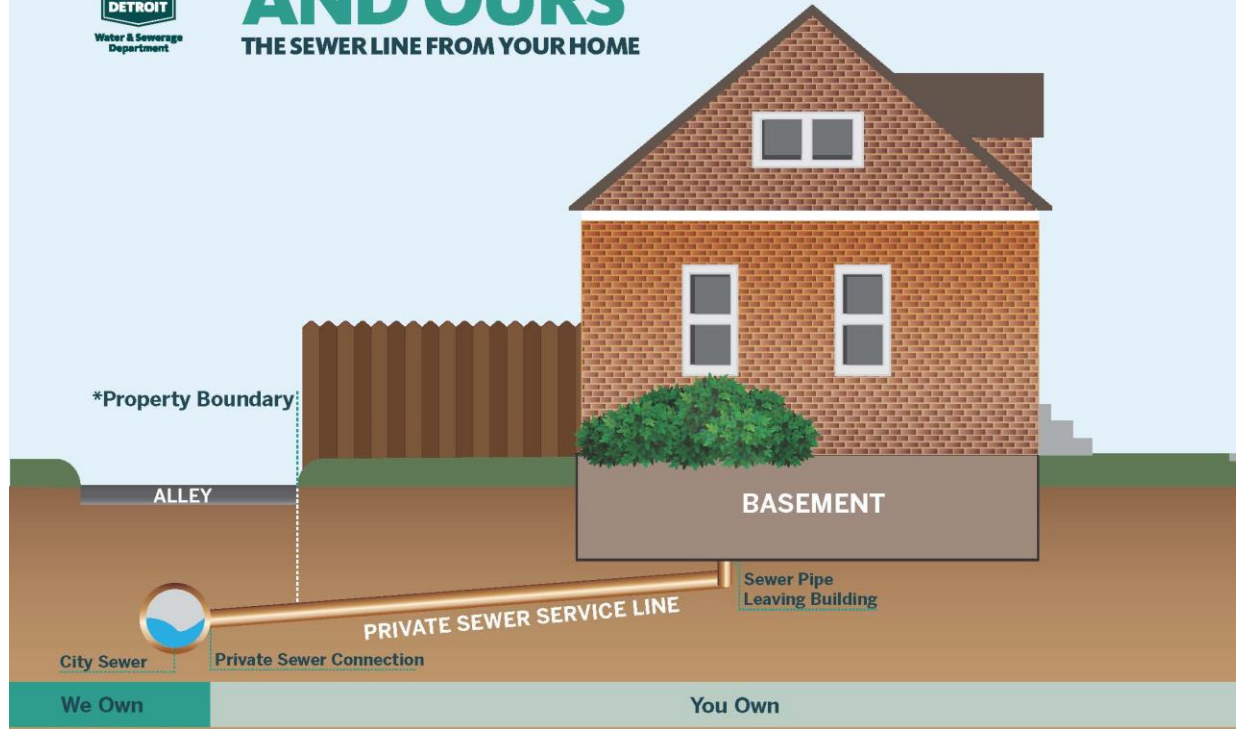 DETROIT
Water & Sewerage
Department
AND OURS
THE SEWER LINE FROM YOUR HOME
*Property Boundary
ALLEY
BASEMENT
Sewer Pipe
Leaving Building
PRIVATE SEWER SERVICE LINE
City Sewer
Private Sewer Connection
We Own
You Own